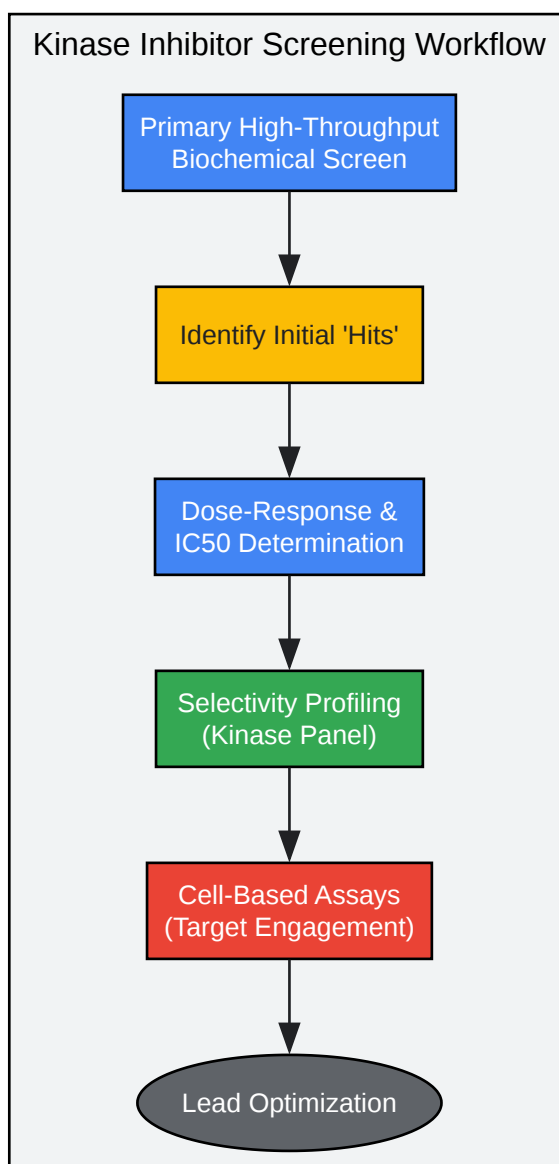 Kinase Inhibitor Screening Workflow
Primary High-Throughput
Biochemical Screen
Identify Initial 'Hits'
Dose-Response &
IC50 Determination
Selectivity Profiling
(Kinase Panel)
Cell-Based Assays
(Target Engagement)
Lead Optimization